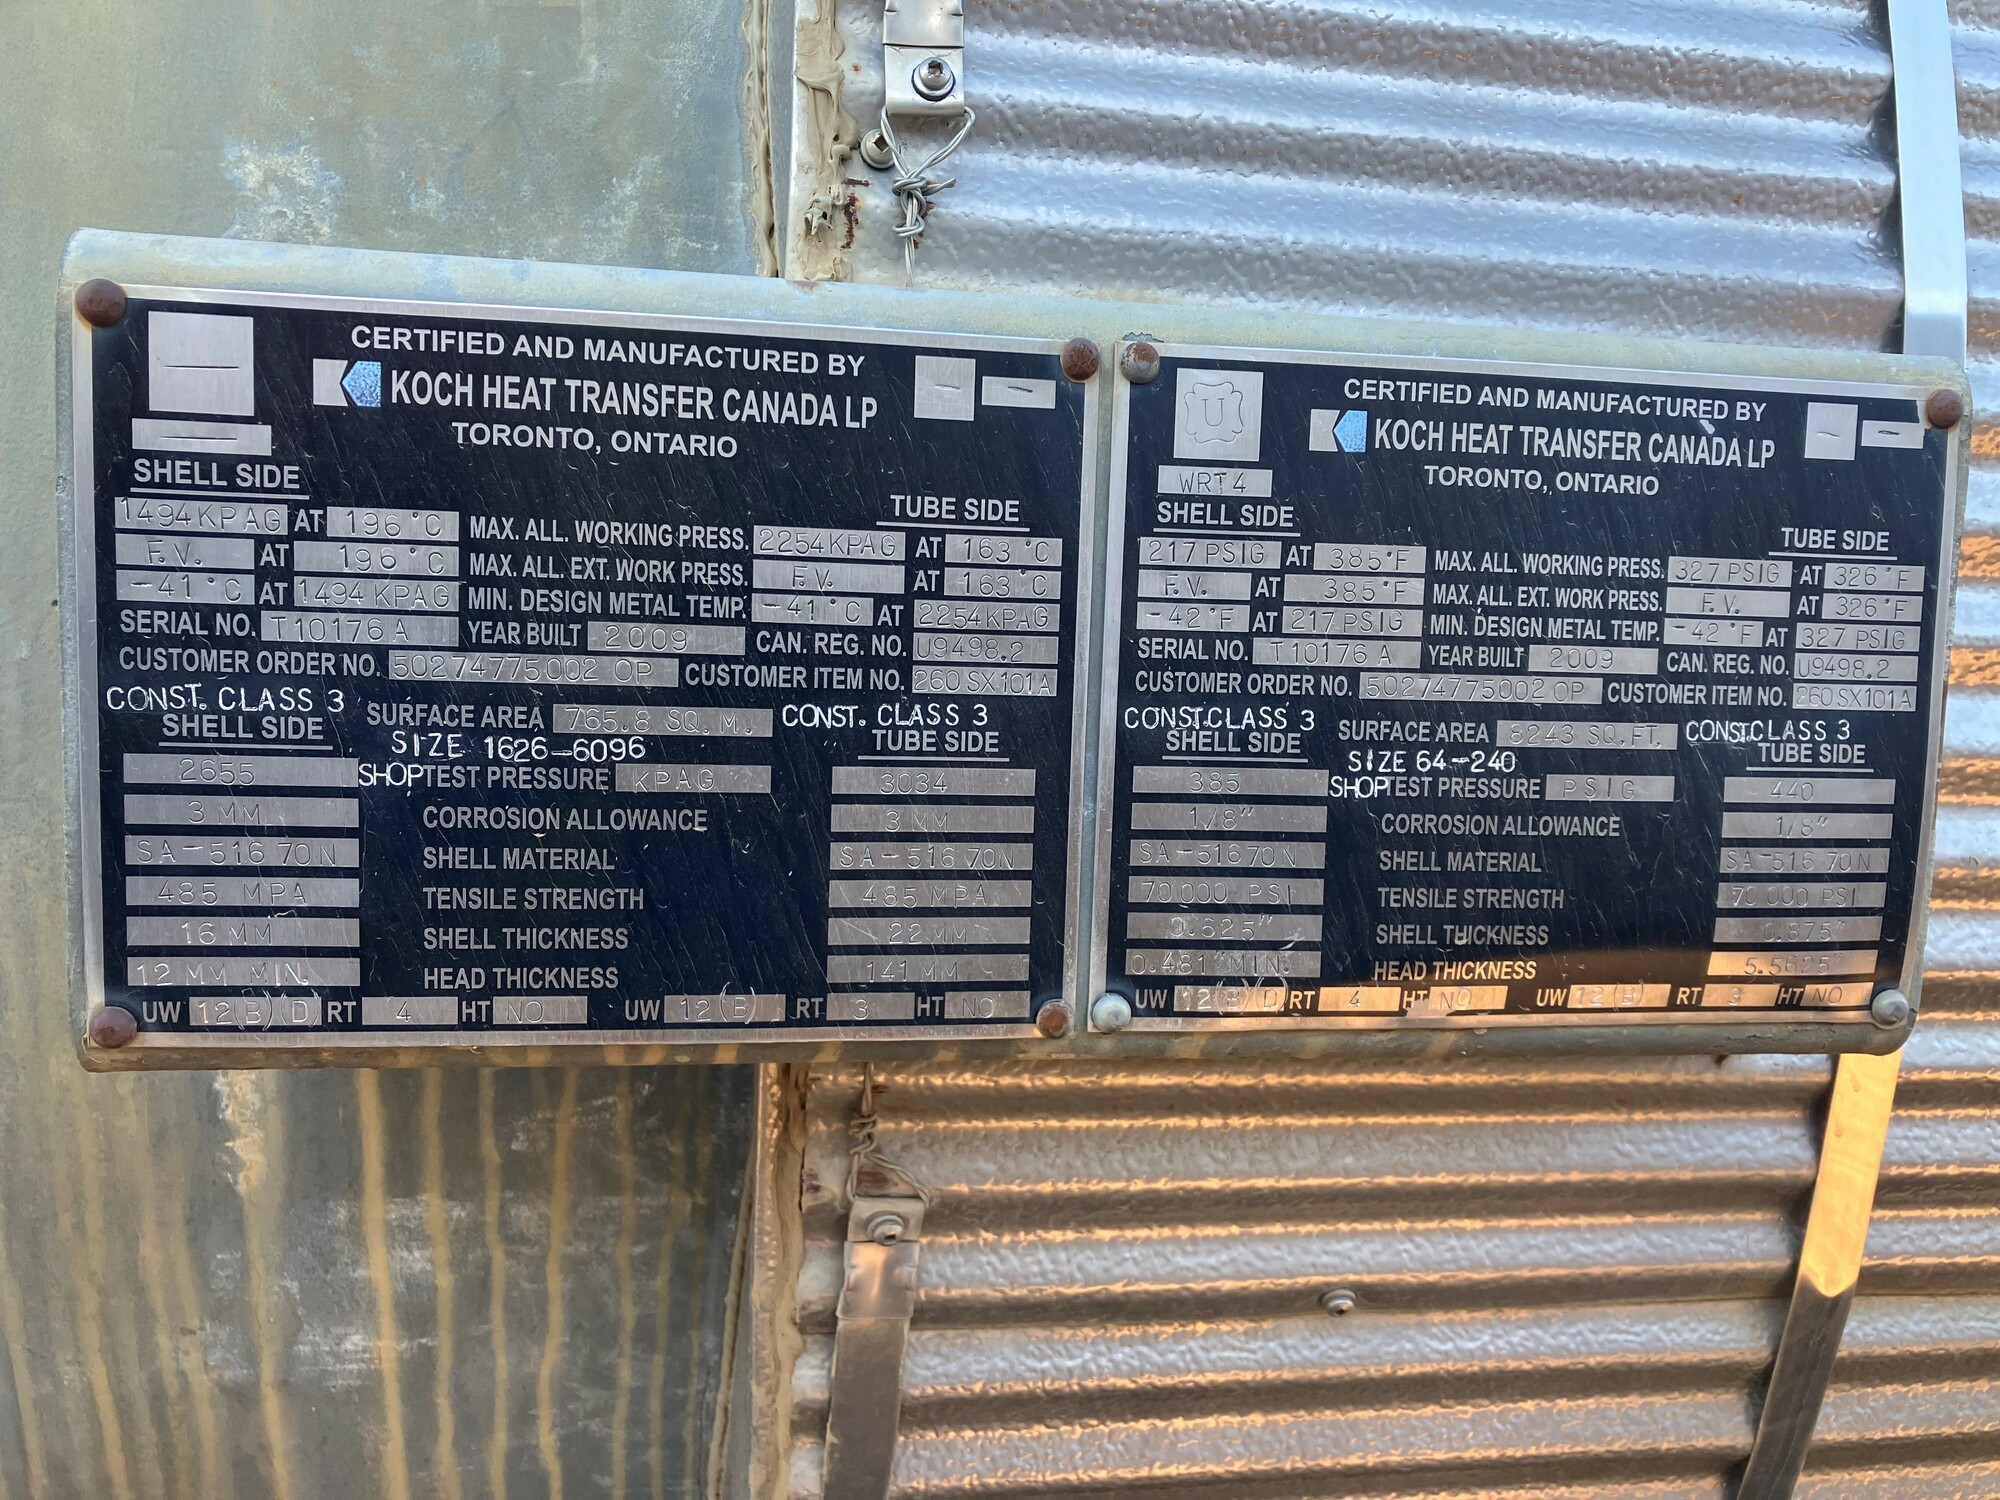 CERTIFIED AND MANUFACTURED BY
KOCH HEAT TRANSFER CANADA LP
TORONTO, ONTARIO
SHELL SIDE
TUBE SIDE
1494 KPAG AT 196°C MAX. ALL. WORKING PRESS. 2254 KPAG AT 163°C
F.V. AT 196°C MAX. ALL. EXT. WORK PRESS. F.V. AT 163°C
-41°C AT 1494 KPAG MIN. DESIGN METAL TEMP. -41°C AT 2254KPAG
SERIAL NO. T10176A YEAR BUILT 2009 CAN. REG. NO. U9498.2
CUSTOMER ORDER NO. 50274775002 OP CUSTOMER ITEM NO. 260SX101A
CONST. CLASS 3 SURFACE AREA 765.8 SQ.M. CONST. CLASS 3
SHELL SIDE SIZE 1626-6096 TUBE SIDE
2655 SHOP TEST PRESSURE KPAG 3034
3 MM CORROSION ALLOWANCE 3 MM
SA-516 70N SHELL MATERIAL SA-516 70N
485 MPA TENSILE STRENGTH 485 MPA
16 MM SHELL THICKNESS 22 MM
12 MM MIN. HEAD THICKNESS 141 MM
UW 12(B)(D) RT 4 HT NO UW 12(B) RT 3 HT NO
U
CERTIFIED AND MANUFACTURED BY
KOCH HEAT TRANSFER CANADA LP
TORONTO, ONTARIO
WRT4
SHELL SIDE
TUBE SIDE
217 PSIG AT 385°F MAX. ALL. WORKING PRESS. 327 PSIG AT 326°F
F.V. AT 385°F MAX. ALL. EXT. WORK PRESS. F.V. AT 326°F
-42°F AT 217 PSIG MIN. DESIGN METAL TEMP. -42°F AT 327 PSIG
SERIAL NO. T10176A YEAR BUILT 2009 CAN. REG. NO. U9498.2
CUSTOMER ORDER NO. 50274775002 OP CUSTOMER ITEM NO. 260SX101A
CONST.CLASS 3 SURFACE AREA 8243 SQ.FT. CONST.CLASS 3
SHELL SIDE SIZE 64-240 TUBE SIDE
385 SHOP TEST PRESSURE PSIG 440
1/8" CORROSION ALLOWANCE 1/8"
SA-516 70N SHELL MATERIAL SA-516 70N
70 000 PSI TENSILE STRENGTH 70 000 PSI
0.625" SHELL THICKNESS 0.875"
0.481" MIN. HEAD THICKNESS 5.5625"
UW 12(B)(D) RT 4 HT NO UW 12(B) RT 3 HT NO